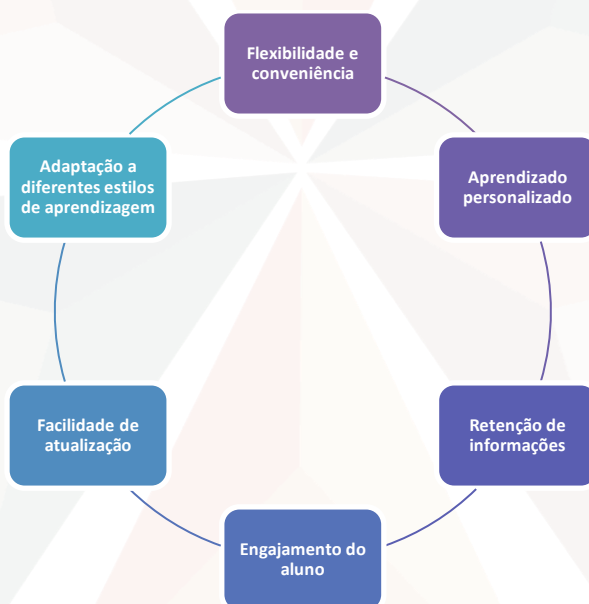 Flexibilidade e
conveniência
Aprendizado
personalizado
Retenção de
informações
Engajamento do
aluno
Facilidade de
atualização
Adaptação a
diferentes estilos
de aprendizagem